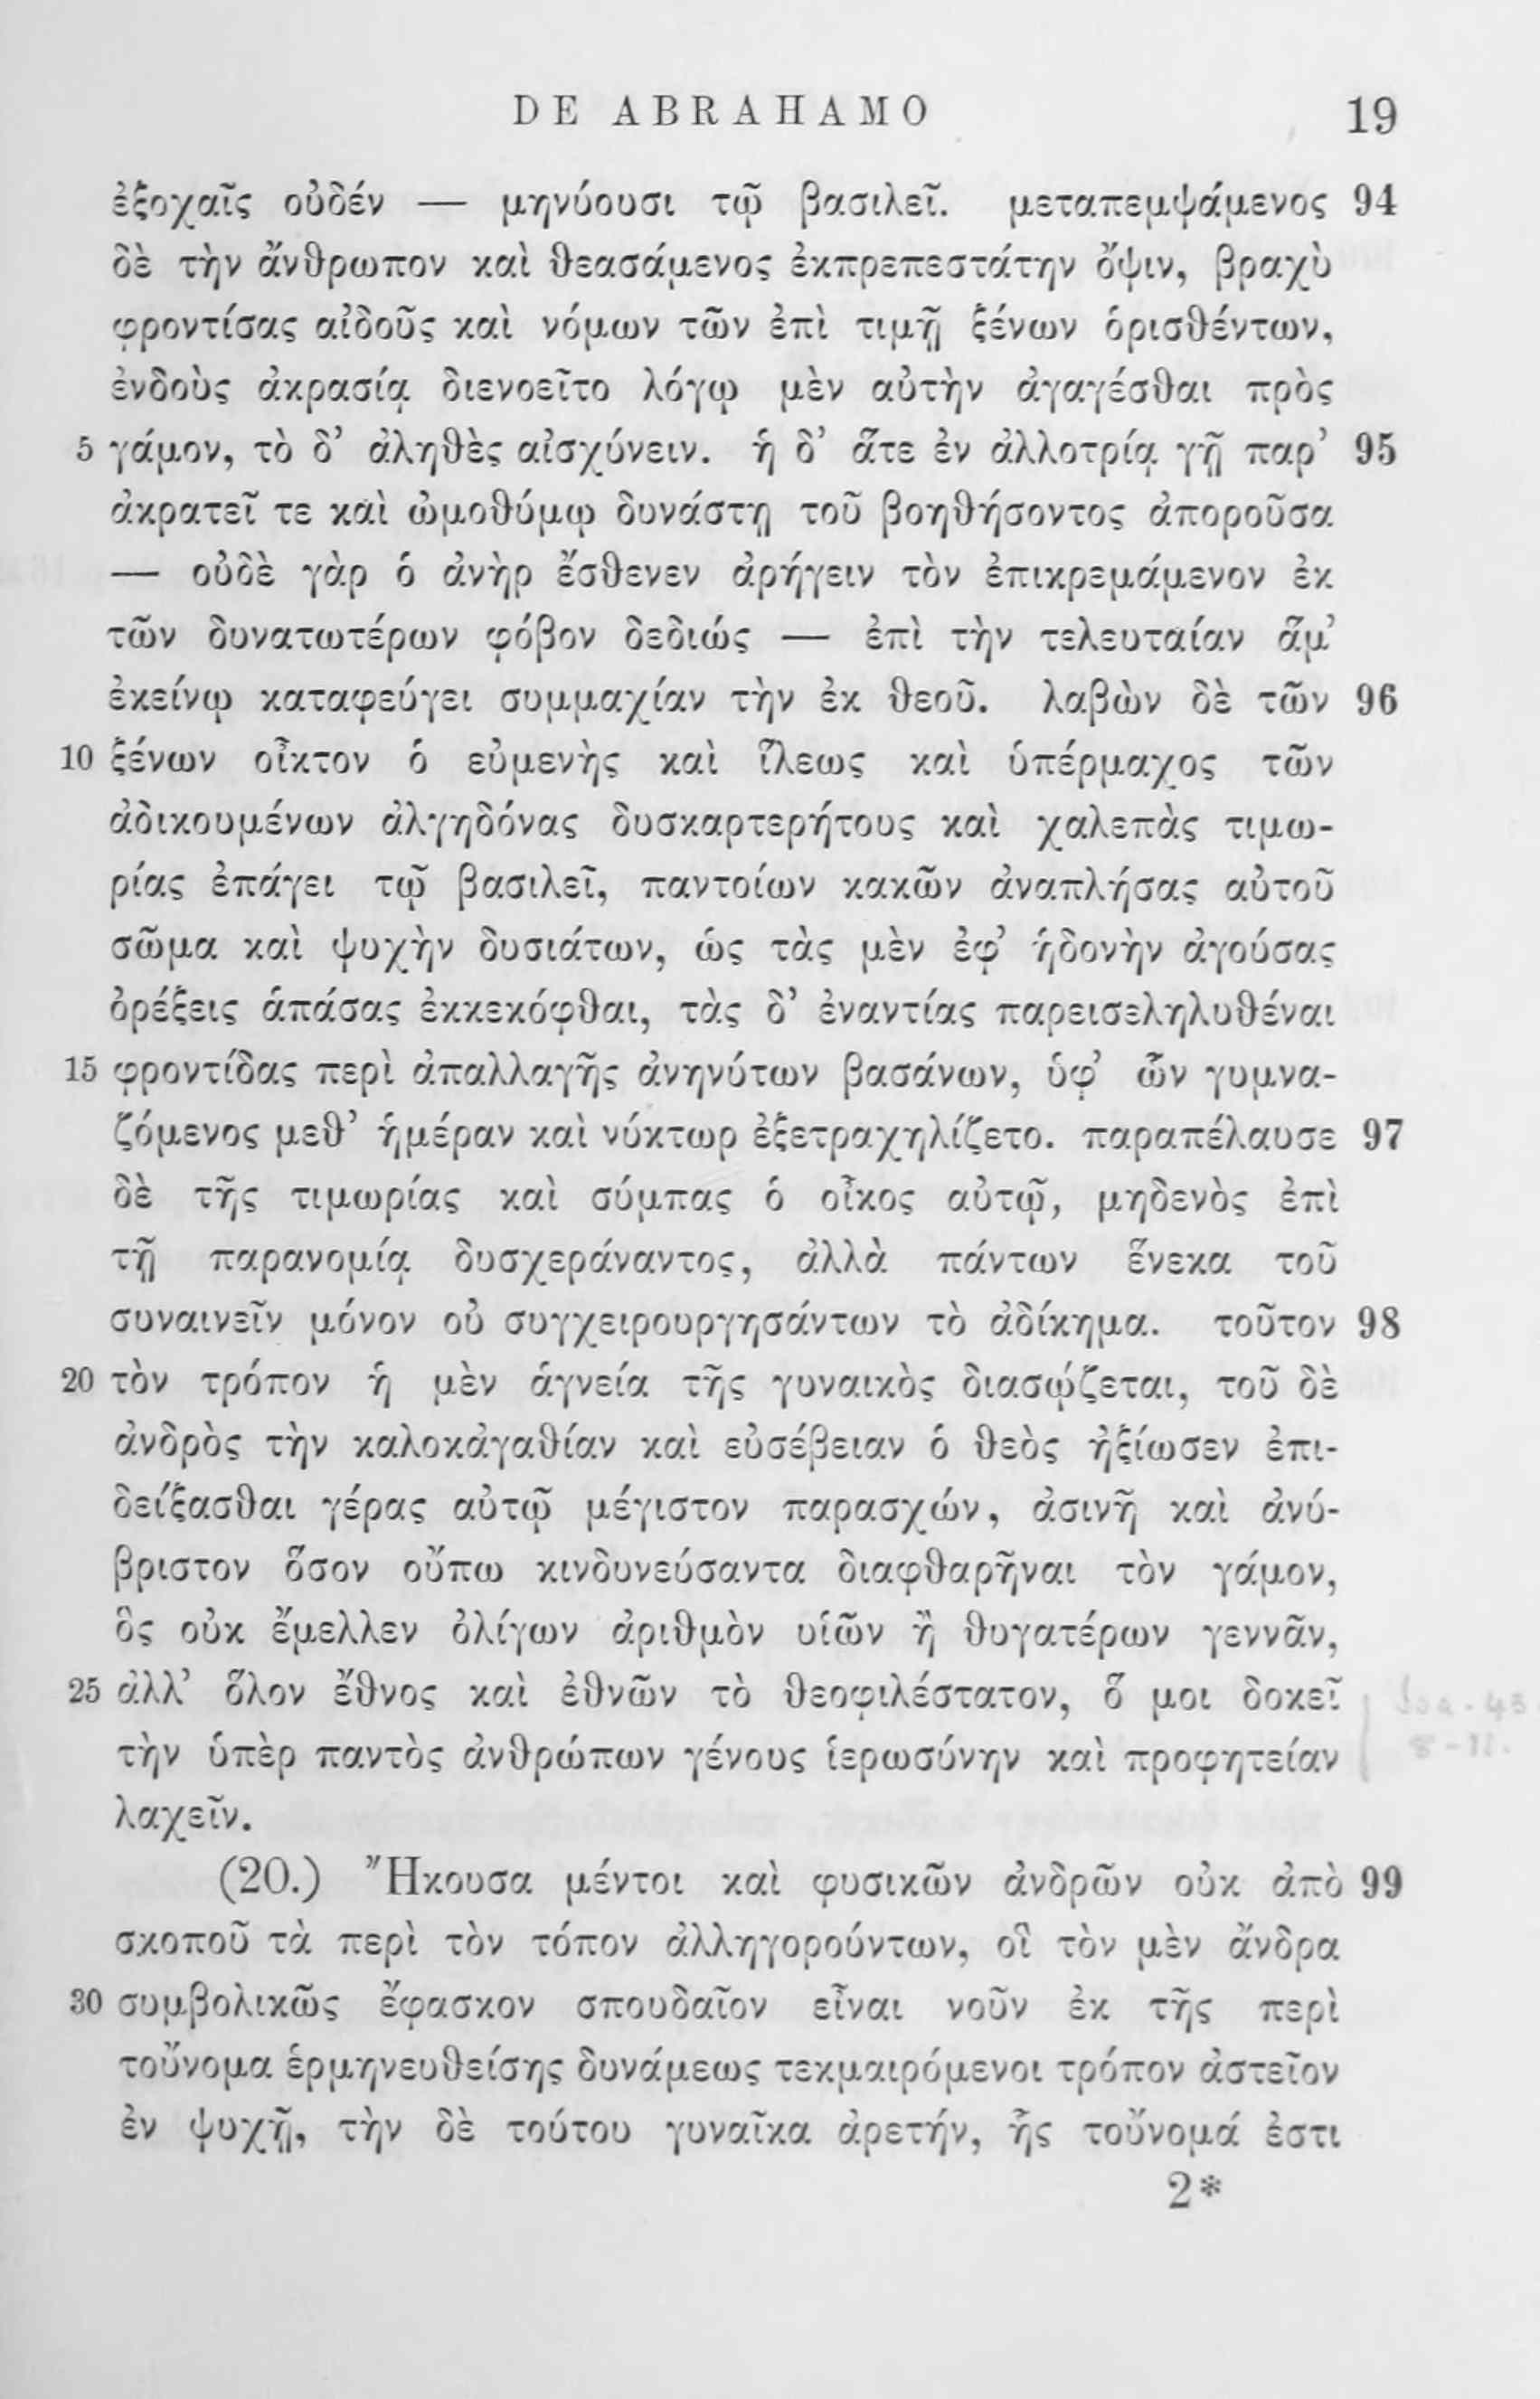 DE ABRAHAMO 19
ἐξοχαῖς οὐδέν — μηνύουσι τῷ βασιλεῖ. μεταπεμψάμενος 94
δὲ τὴν ἄνθρωπον καὶ θεασάμενος ἐκπρεπεστάτην ὄψιν, βραχὺ
φροντίσας αἰδοῦς καὶ νόμων τῶν ἐπὶ τιμῇ ξένων ὁρισθέντων,
ἐνδοὺς ἀκρασίᾳ διενοεῖτο λόγῳ μὲν αὐτὴν ἀγαγέσθαι πρὸς
5 γάμον, τὸ δ’ ἀληθὲς αἰσχύνειν. ἡ δ’ ἅτε ἐν ἀλλοτρίᾳ γῇ παρ’ 95
ἀκρατεῖ τε καὶ ὠμοθύμῳ δυνάστῃ τοῦ βοηθήσοντος ἀποροῦσα
— οὐδὲ γὰρ ὁ ἀνὴρ ἔσθενεν ἀρήγειν τὸν ἐπικρεμάμενον ἐκ
τῶν δυνατωτέρων φόβον δεδιώς — ἐπὶ τὴν τελευταίαν ἅμ’
ἐκείνῳ καταφεύγει συμμαχίαν τὴν ἐκ θεοῦ. λαβὼν δὲ τῶν 96
10 ξένων οἶκτον ὁ εὐμενὴς καὶ ἵλεως καὶ ὑπέρμαχος τῶν
ἀδικουμένων ἀλγηδόνας δυσκαρτερήτους καὶ χαλεπὰς τιμω-
ρίας ἐπάγει τῷ βασιλεῖ, παντοίων κακῶν ἀναπλήσας αὐτοῦ
σῶμα καὶ ψυχὴν δυσιάτων, ὡς τὰς μὲν ἐφ’ ἡδονὴν ἀγούσας
ὀρέξεις ἁπάσας ἐκκεκόφθαι, τὰς δ’ ἐναντίας παρεισεληλυθέναι
15 φροντίδας περὶ ἀπαλλαγῆς ἀνηνύτων βασάνων, ὑφ’ ὧν γυμνα-
ζόμενος μεθ’ ἡμέραν καὶ νύκτωρ ἐξετραχηλίζετο. παραπέλαυσε 97
δὲ τῆς τιμωρίας καὶ σύμπας ὁ οἶκος αὐτῷ, μηδενὸς ἐπὶ
τῇ παρανομίᾳ δυσχεράναντος, ἀλλὰ πάντων ἕνεκα τοῦ
συναινεῖν μόνον οὐ συγχειρουργησάντων τὸ ἀδίκημα. τοῦτον 98
20 τὸν τρόπον ἡ μὲν ἁγνεία τῆς γυναικὸς διασῴζεται, τοῦ δὲ
ἀνδρὸς τὴν καλοκἀγαθίαν καὶ εὐσέβειαν ὁ θεὸς ἠξίωσεν ἐπι-
δείξασθαι γέρας αὐτῷ μέγιστον παρασχών, ἀσινῆ καὶ ἀνύ-
βριστον ὅσον οὔπω κινδυνεύσαντα διαφθαρῆναι τὸν γάμον,
ὃς οὐκ ἔμελλεν ὀλίγων ἀριθμὸν υἱῶν ἢ θυγατέρων γεννᾶν,
25 ἀλλ’ ὅλον ἔθνος καὶ ἐθνῶν τὸ θεοφιλέστατον, ὅ μοι δοκεῖ
τὴν ὑπὲρ παντὸς ἀνθρώπων γένους ἱερωσύνην καὶ προφητείαν
λαχεῖν.
(20.) Ἤκουσα μέντοι καὶ φυσικῶν ἀνδρῶν οὐκ ἀπὸ 99
σκοποῦ τὰ περὶ τὸν τόπον ἀλληγορούντων, οἳ τὸν μὲν ἄνδρα
30 συμβολικῶς ἔφασκον σπουδαῖον εἶναι νοῦν ἐκ τῆς περὶ
τοὔνομα ἑρμηνευθείσης δυνάμεως τεκμαιρόμενοι τρόπον ἀστεῖον
ἐν ψυχῇ, τὴν δὲ τούτου γυναῖκα ἀρετήν, ἧς τοὔνομά ἐστι
2*